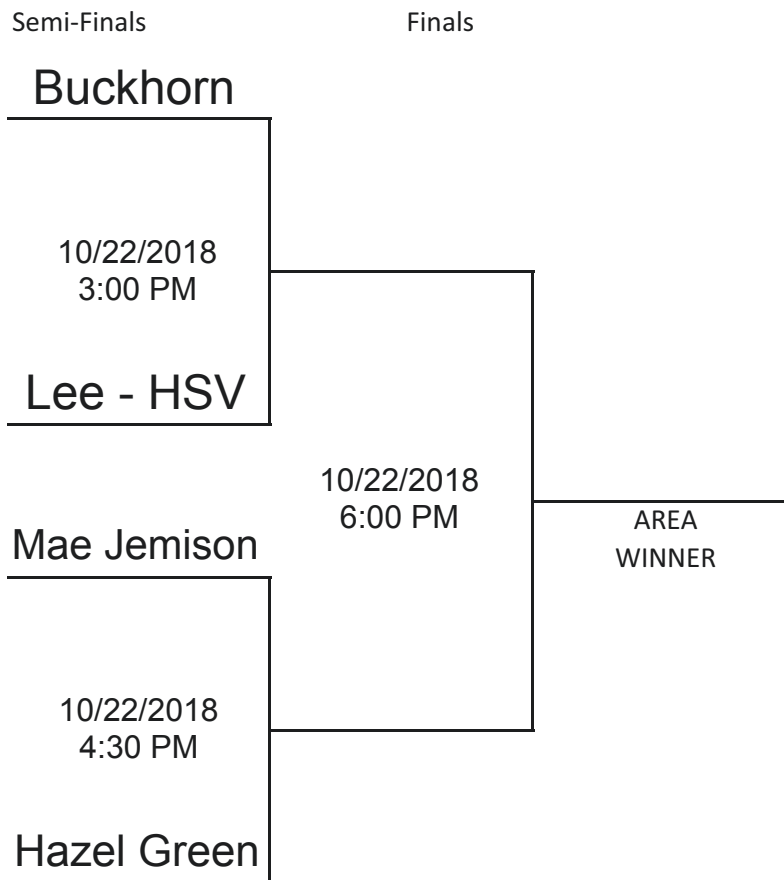 Semi-Finals Finals
Buckhorn
10/22/2018
3:00 PM
Lee - HSV
10/22/2018
6:00 PM
AREA
WINNER
Mae Jemison
10/22/2018
4:30 PM
Hazel Green